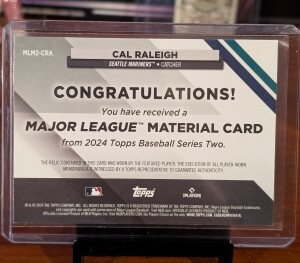 MLM2-CRA
CAL RALEIGH
SEATTLE MARINERS™ • CATCHER
CONGRATULATIONS!
You have received a
MAJOR LEAGUE™ MATERIAL CARD
from 2024 Topps Baseball Series Two.
THE RELIC CONTAINED IN THIS CARD WAS WORN BY THE FEATURED PLAYER. THE EXECUTION OF ALL PLAYER-WORN
MEMORABILIA IS WITNESSED BY A TOPPS REPRESENTATIVE TO GUARANTEE AUTHENTICITY.
topps
PLAYERS